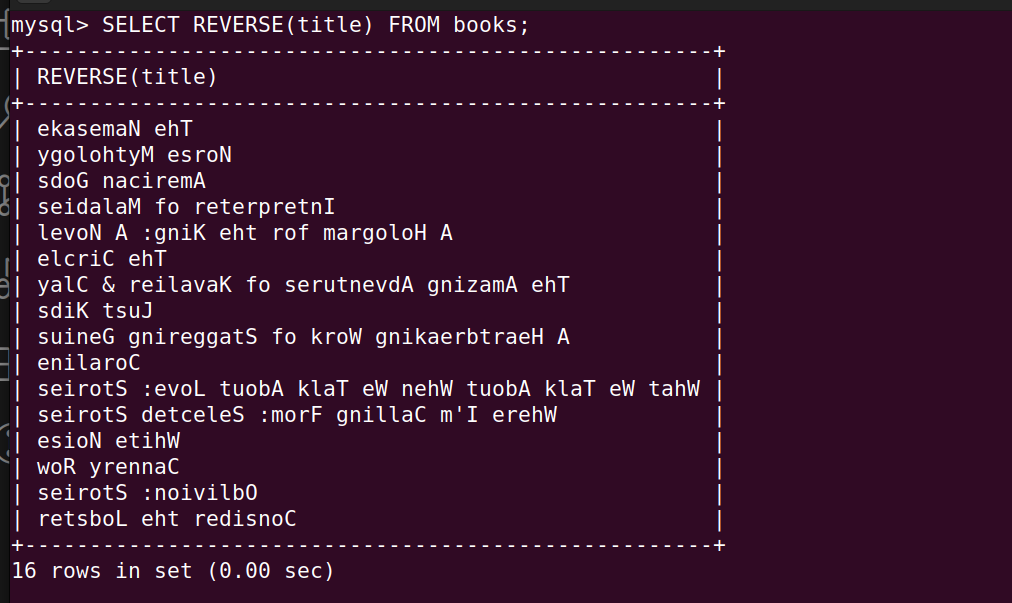 mysql> SELECT REVERSE(title) FROM books;
+-----------------------------------------------------+
| REVERSE(title)                                      |
+-----------------------------------------------------+
| ekasemaN ehT                                        |
| ygolohtyM esroN                                     |
| sdoG naciremA                                       |
| seidalaM fo reterpretnI                             |
| levoN A :gniK eht rof margoloH A                    |
| elcriC ehT                                          |
| yalC & reilavaK fo serutnevdA gnizamA ehT           |
| sdiK tsuJ                                           |
| suineG gnireggatS fo kroW gnikaerbtraeH A           |
| enilaroC                                            |
| seirotS :evoL tuobA klaT eW nehW tuobA klaT eW tahW |
| seirotS detceleS :morF gnillaC m'I erehW            |
| esioN etihW                                         |
| woR yrennaC                                         |
| seirotS :noivilbO                                   |
| retsboL eht redisnoC                                |
+-----------------------------------------------------+
16 rows in set (0.00 sec)